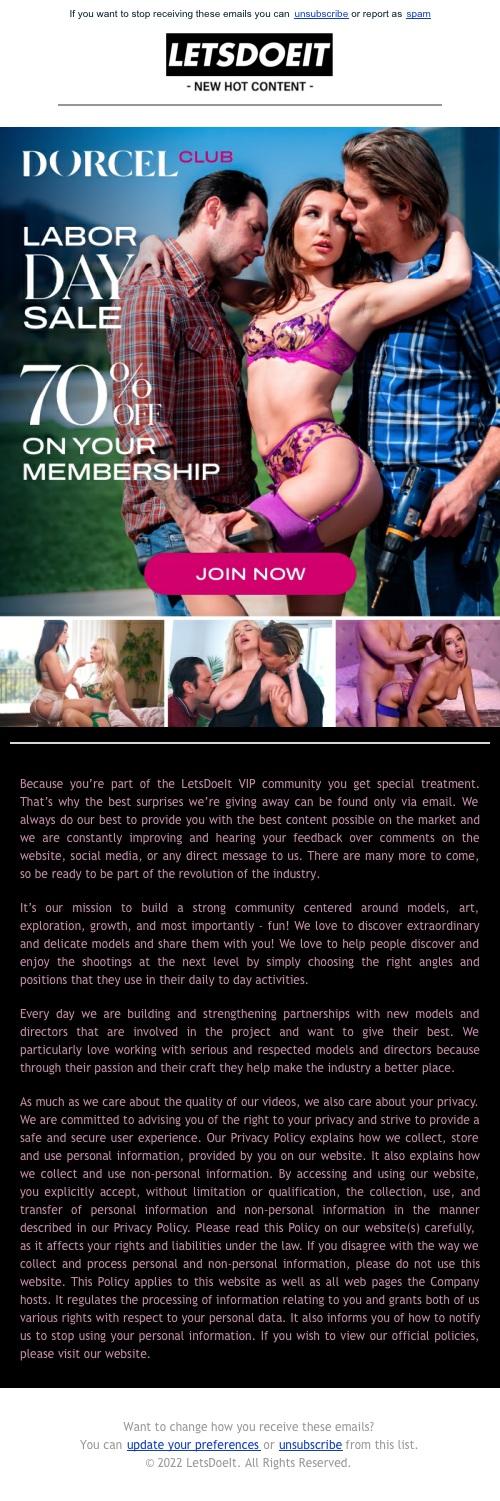 If you want to stop receiving these emails you can unsubscribe or report as spam
LETSDOEIT
- NEW HOT CONTENT -
DORCEL CLUB
LABOR
DAY
SALE
70% OFF
ON YOUR
MEMBERSHIP
JOIN NOW
Because you’re part of the LetsDoeIt VIP community you get special treatment.
That’s why the best surprises we’re giving away can be found only via email. We
always do our best to provide you with the best content possible on the market and
we are constantly improving and hearing your feedback over comments on the
website, social media, or any direct message to us. There are many more to come,
so be ready to be part of the revolution of the industry.
It’s our mission to build a strong community centered around models, art,
exploration, growth, and most importantly - fun! We love to discover extraordinary
and delicate models and share them with you! We love to help people discover and
enjoy the shootings at the next level by simply choosing the right angles and
positions that they use in their daily to day activities.
Every day we are building and strengthening partnerships with new models and
directors that are involved in the project and want to give their best. We
particularly love working with serious and respected models and directors because
through their passion and their craft they help make the industry a better place.
As much as we care about the quality of our videos, we also care about your privacy.
We are committed to advising you of the right to your privacy and strive to provide a
safe and secure user experience. Our Privacy Policy explains how we collect, store
and use personal information, provided by you on our website. It also explains how
we collect and use non-personal information. By accessing and using our website,
you explicitly accept, without limitation or qualification, the collection, use, and
transfer of personal information and non-personal information in the manner
described in our Privacy Policy. Please read this Policy on our website(s) carefully,
as it affects your rights and liabilities under the law. If you disagree with the way we
collect and process personal and non-personal information, please do not use this
website. This Policy applies to this website as well as all web pages the Company
hosts. It regulates the processing of information relating to you and grants both of us
various rights with respect to your personal data. It also informs you of how to notify
us to stop using your personal information. If you wish to view our official policies,
please visit our website.
Want to change how you receive these emails?
You can update your preferences or unsubscribe from this list.
© 2022 LetsDoeIt. All Rights Reserved.